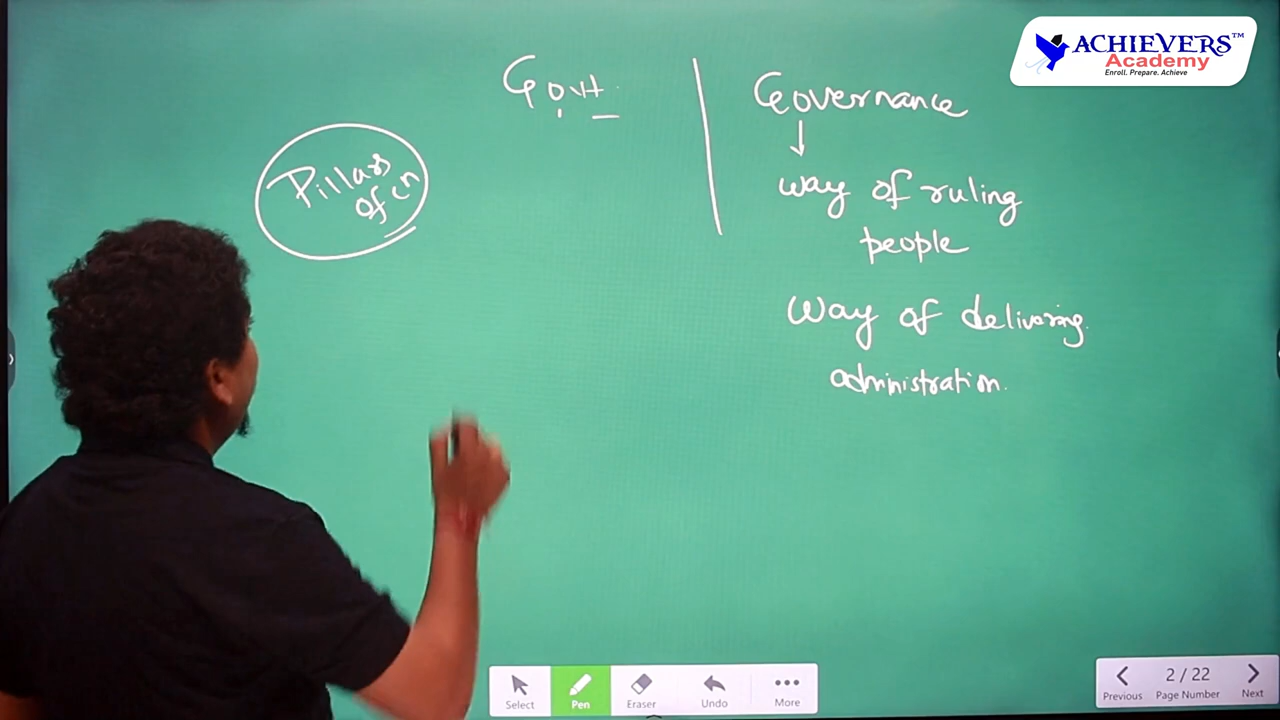 ACHIEVERS™
Academy
Enroll. Prepare. Achieve
Govt.
Governance
Pillars
of
way of ruling
people
Way of delivering
administration.
Select
Pen
Eraser
Undo
More
Previous
2 / 22
Page Number
Next